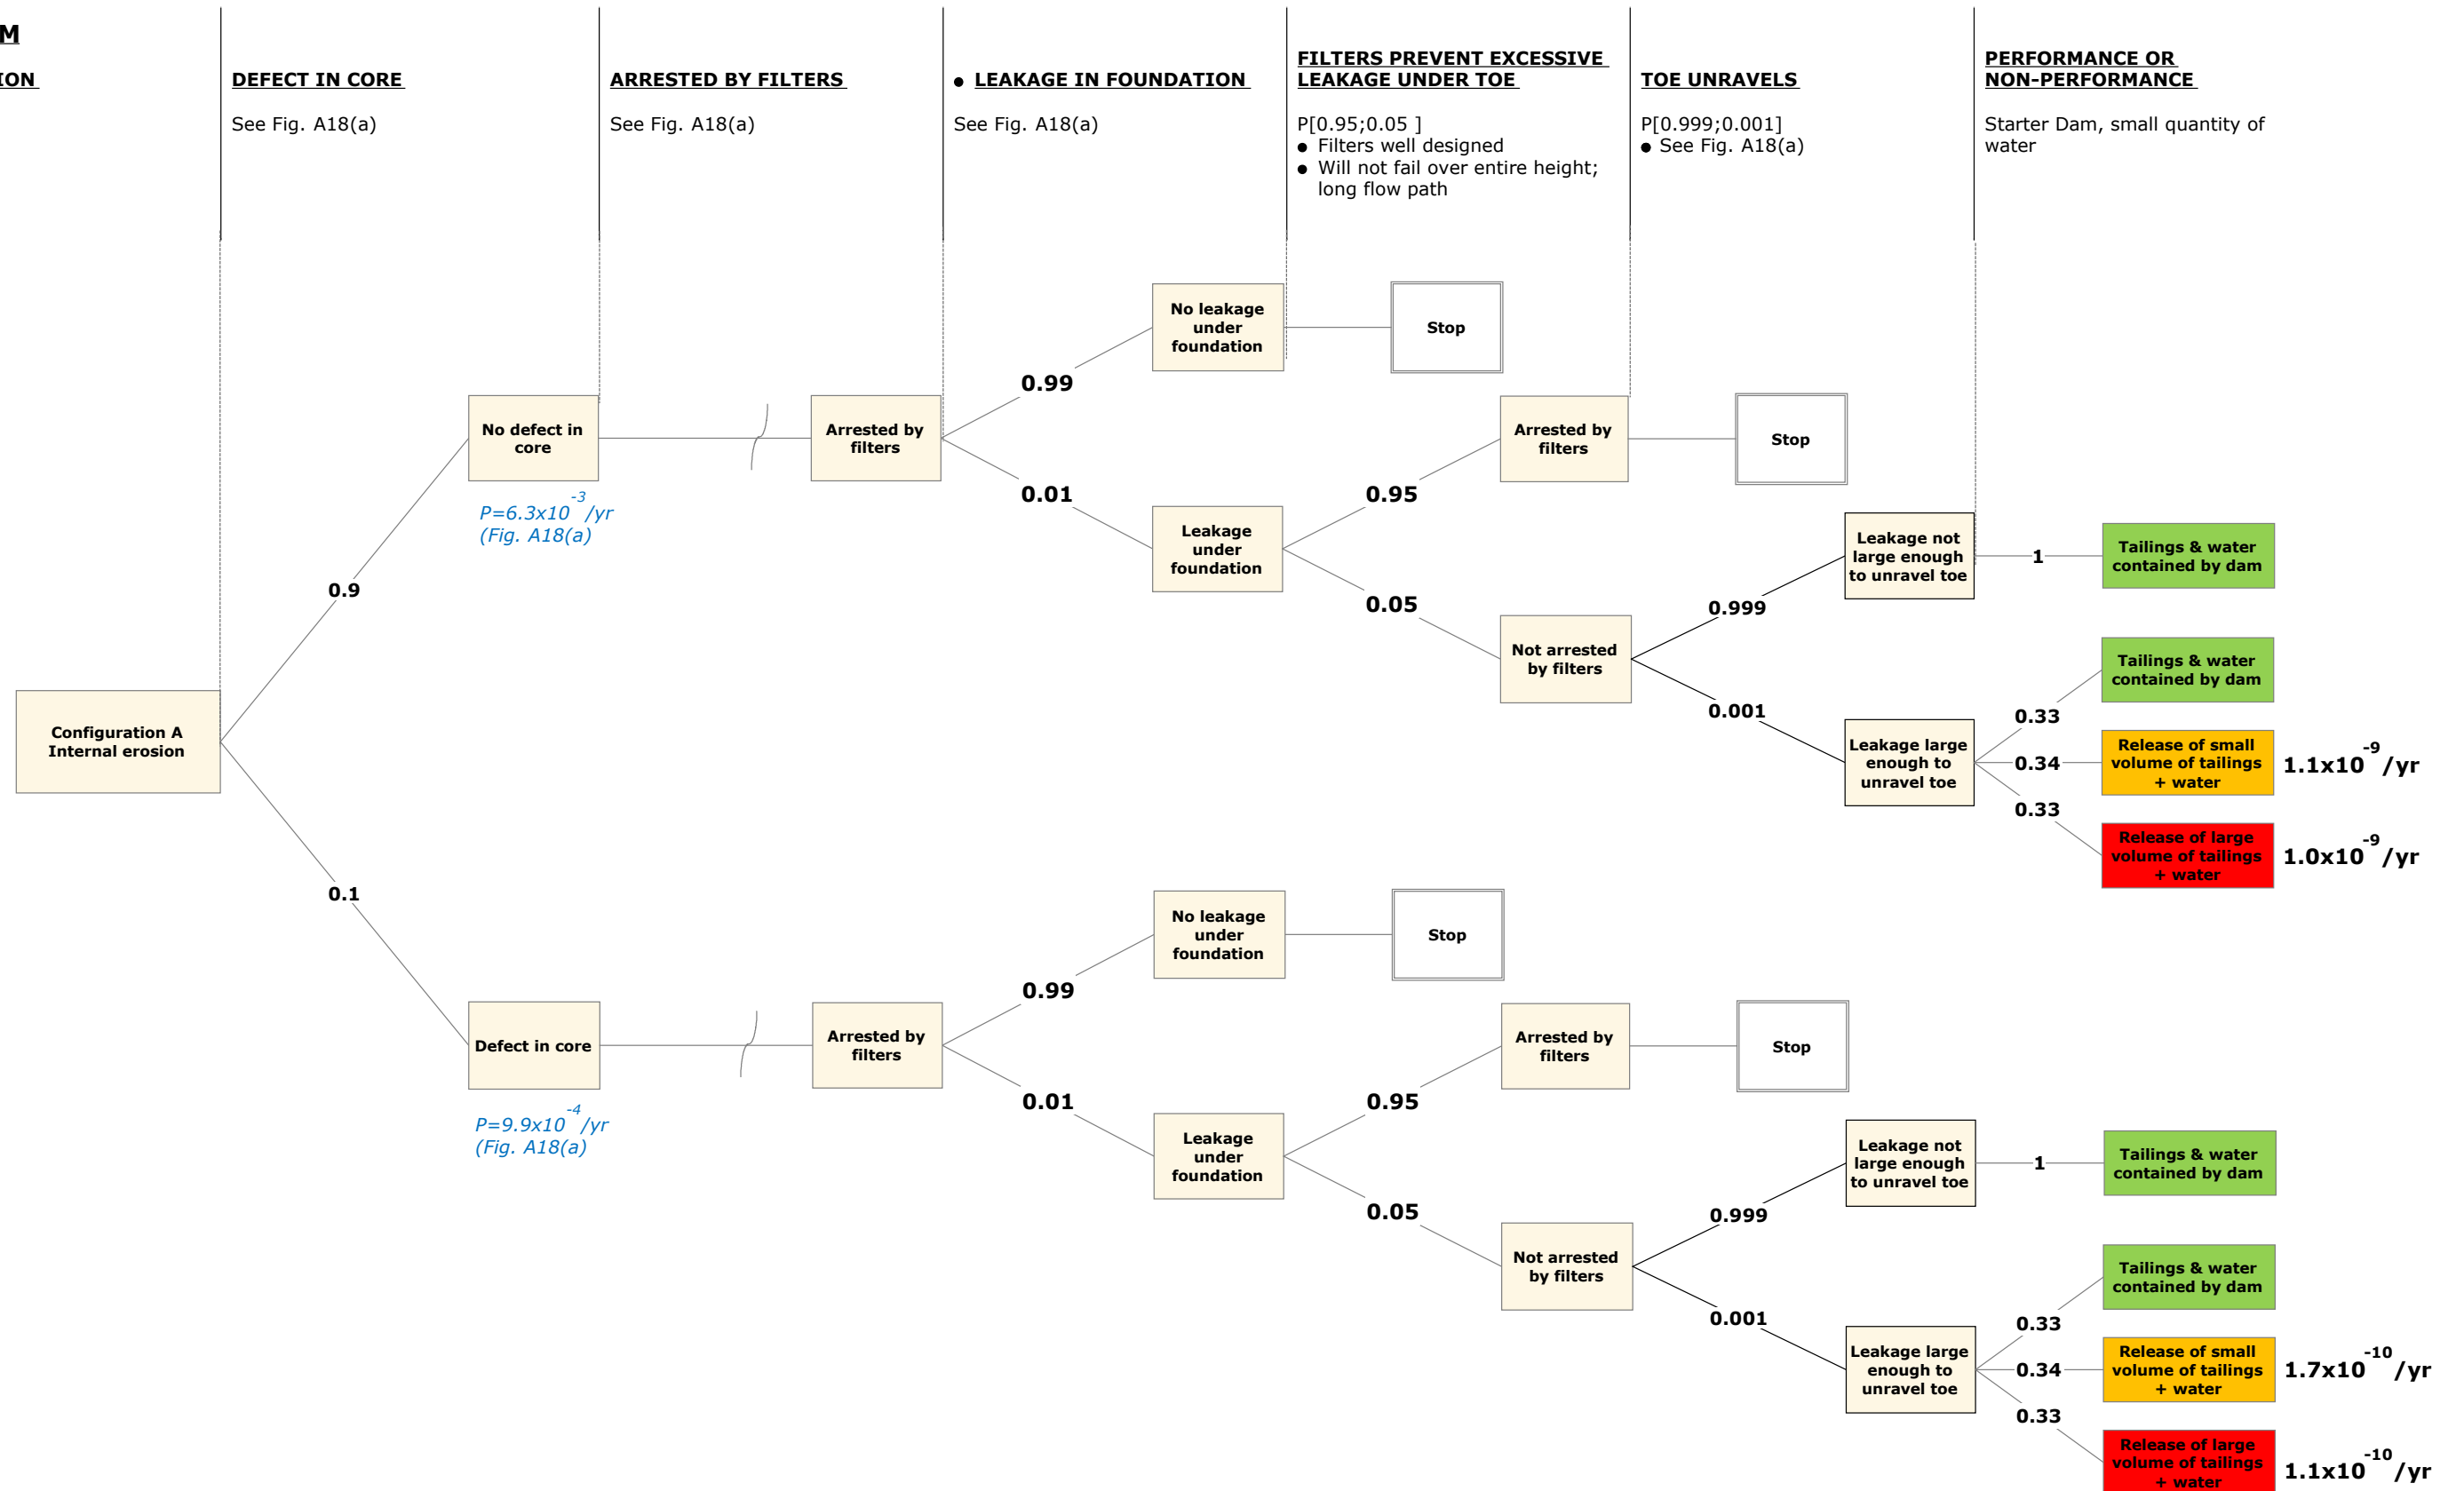 M
ION
DEFECT IN CORE
See Fig. A18(a)
ARRESTED BY FILTERS
See Fig. A18(a)
● LEAKAGE IN FOUNDATION
See Fig. A18(a)
FILTERS PREVENT EXCESSIVE
LEAKAGE UNDER TOE
P[0.95;0.05 ]
● Filters well designed
● Will not fail over entire height;
long flow path
TOE UNRAVELS
P[0.999;0.001]
● See Fig. A18(a)
PERFORMANCE OR
NON-PERFORMANCE
Starter Dam, small quantity of
water
No leakage
under
foundation
Stop
0.99
No defect in
core
Arrested by
filters
Arrested by
filters
Stop
P=6.3x10⁻³/yr
(Fig. A18(a)
0.01
0.95
Leakage
under
foundation
Leakage not
large enough
to unravel toe
1
Tailings & water
contained by dam
0.9
0.05
0.999
Not arrested
by filters
Tailings & water
contained by dam
0.001
0.33
Configuration A
Internal erosion
Leakage large
enough to
unravel toe
0.34
Release of small
volume of tailings
+ water
1.1x10⁻⁹/yr
0.33
Release of large
volume of tailings
+ water
1.0x10⁻⁹/yr
0.1
No leakage
under
foundation
Stop
0.99
Defect in core
Arrested by
filters
Arrested by
filters
Stop
P=9.9x10⁻⁴/yr
(Fig. A18(a)
0.01
0.95
Leakage
under
foundation
Leakage not
large enough
to unravel toe
1
Tailings & water
contained by dam
0.05
0.999
Not arrested
by filters
Tailings & water
contained by dam
0.001
0.33
Leakage large
enough to
unravel toe
0.34
Release of small
volume of tailings
+ water
1.7x10⁻¹⁰/yr
0.33
Release of large
volume of tailings
+ water
1.1x10⁻¹⁰/yr